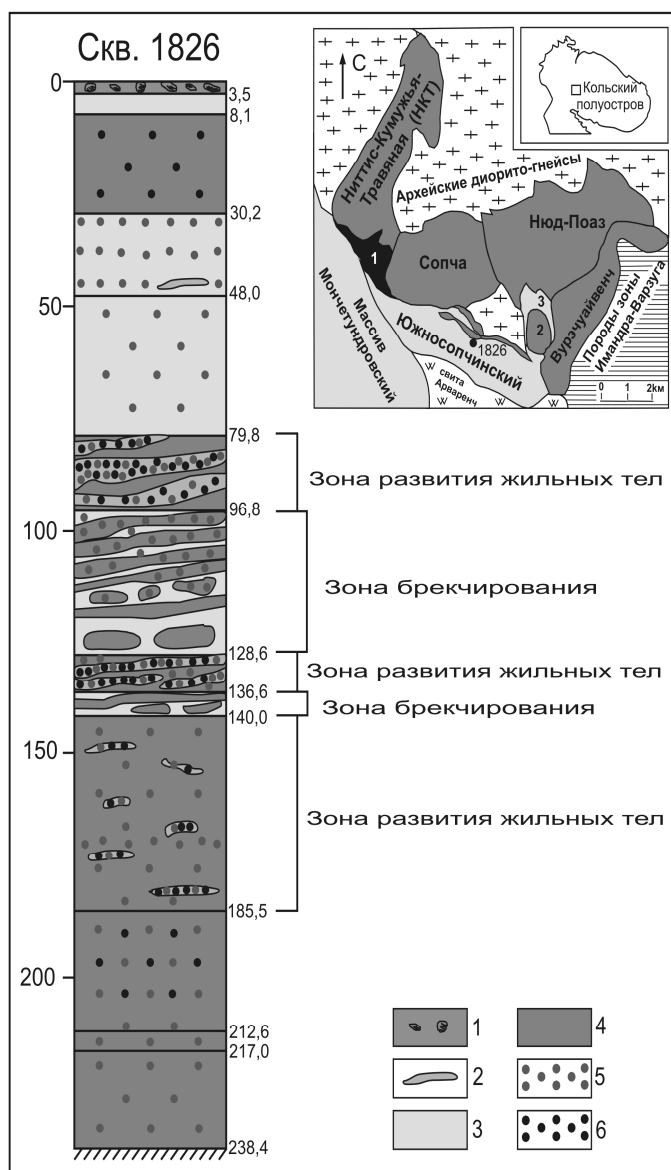 Скв. 1826
0
3,5
8,1
30,2
48,0
50
79,8
96,8
100
128,6
136,6
140,0
150
185,5
200
212,6
217,0
238,4
Зона развития жильных тел
Зона брекчирования
Зона развития жильных тел
Зона брекчирования
Зона развития жильных тел
С
Ниттис-Кумужья-
Травяная (НКТ)
Архейские диорито-гнейсы
Кольский
полуостров
Нюд-Поаз
Сопча
1
3
2
Массив
Мончетундровский
Южносопчинский
1826
Вурэчуайвенч
Породы зоны
Имандра-Варзуга
свита
Арваренч
0 1 2км
1
2
3
4
5
6